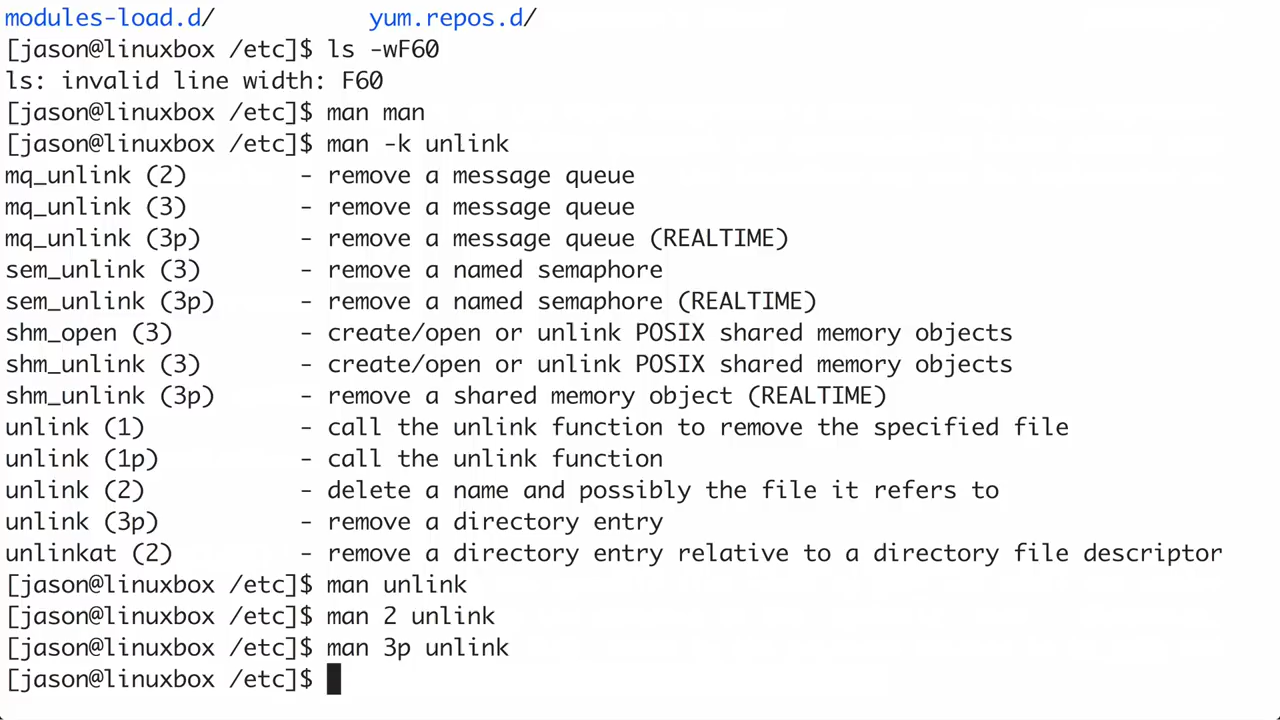 modules-load.d/           yum.repos.d/
[jason@linuxbox /etc]$ ls -wF60
ls: invalid line width: F60
[jason@linuxbox /etc]$ man man
[jason@linuxbox /etc]$ man -k unlink
mq_unlink (2)        - remove a message queue
mq_unlink (3)        - remove a message queue
mq_unlink (3p)       - remove a message queue (REALTIME)
sem_unlink (3)       - remove a named semaphore
sem_unlink (3p)      - remove a named semaphore (REALTIME)
shm_open (3)         - create/open or unlink POSIX shared memory objects
shm_unlink (3)       - create/open or unlink POSIX shared memory objects
shm_unlink (3p)      - remove a shared memory object (REALTIME)
unlink (1)           - call the unlink function to remove the specified file
unlink (1p)          - call the unlink function
unlink (2)           - delete a name and possibly the file it refers to
unlink (3p)          - remove a directory entry
unlinkat (2)         - remove a directory entry relative to a directory file descriptor
[jason@linuxbox /etc]$ man unlink
[jason@linuxbox /etc]$ man 2 unlink
[jason@linuxbox /etc]$ man 3p unlink
[jason@linuxbox /etc]$